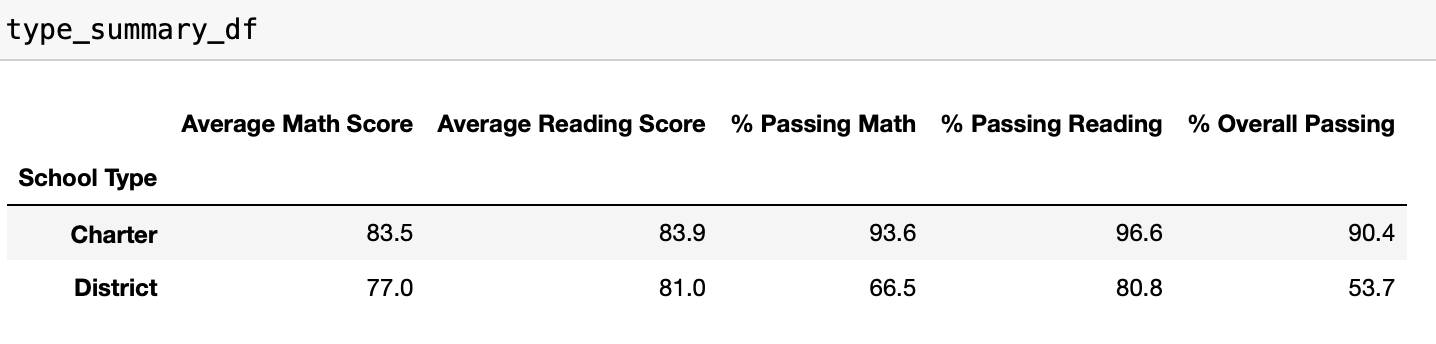 type_summary_df
Average Math Score Average Reading Score % Passing Math % Passing Reading % Overall Passing
School Type
Charter 83.5 83.9 93.6 96.6 90.4
District 77.0 81.0 66.5 80.8 53.7